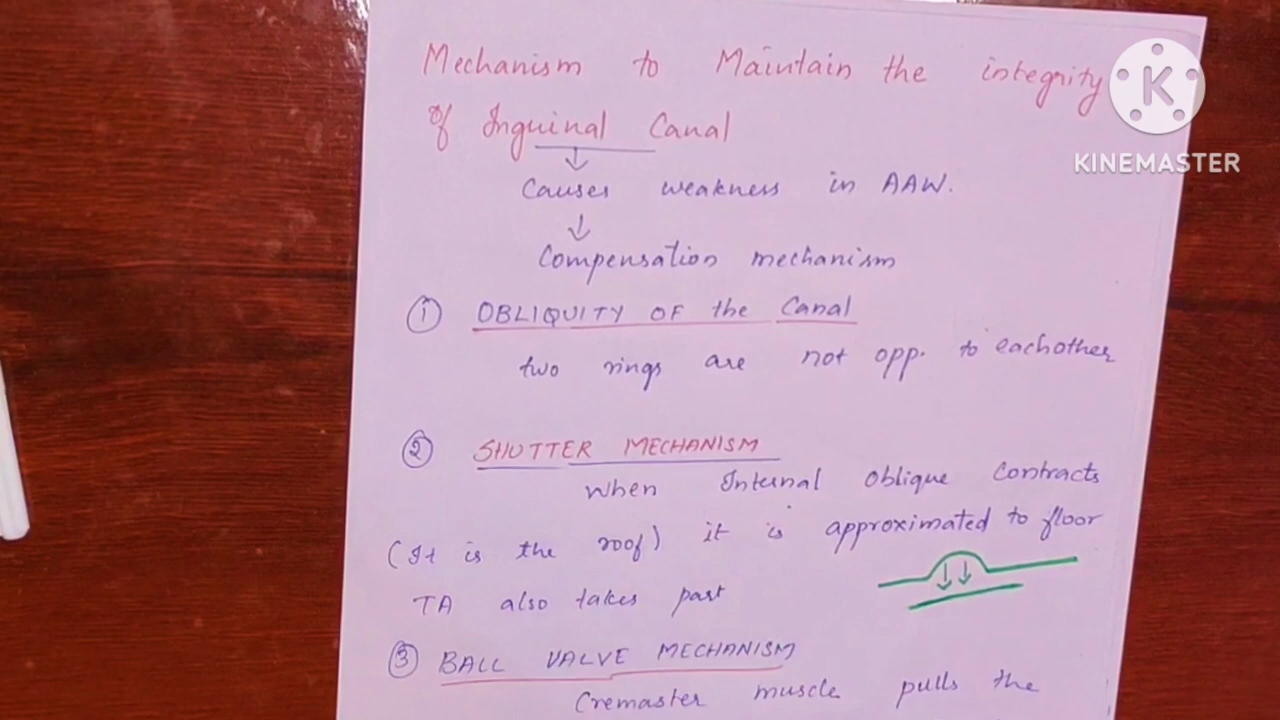 Mechanism to Maintain the integrity
of Inguinal Canal
Causes weakness in AAW.
Compensation mechanism
① OBLIQUITY OF the Canal
two rings are not opp. to eachother
② SHUTTER MECHANISM
When Internal Oblique Contracts
(It is the roof) it is approximated to floor
TA also takes part
③ BALL VALVE MECHANISM
Cremaster muscle pulls the
K
KINEMASTER